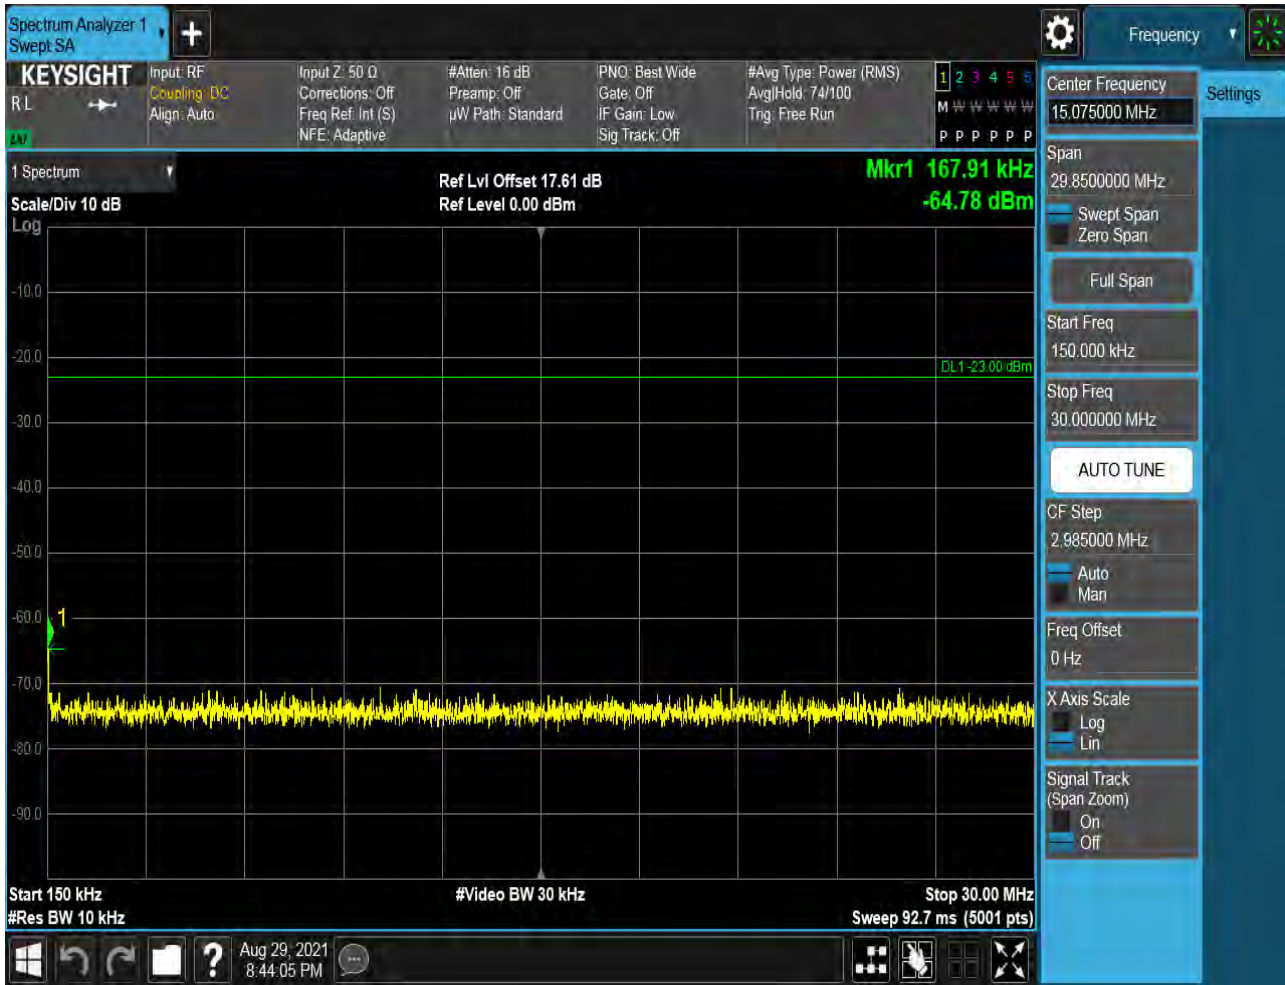 Spectrum Analyzer 1
Swept SA
Frequency
KEYSIGHT
R L
LNI
Input: RF
Coupling: DC
Align: Auto
Input Z: 50 Ω
Corrections: Off
Freq Ref: Int (S)
NFE: Adaptive
#Atten: 16 dB
Preamp: Off
µW Path: Standard
PNO: Best Wide
Gate: Off
IF Gain: Low
Sig Track: Off
#Avg Type: Power (RMS)
Avg|Hold: 74/100
Trig: Free Run
1 2 3 4 5 6
M W W W W W
P P P P P P
1 Spectrum
Scale/Div 10 dB
Log
Ref Lvl Offset 17.61 dB
Ref Level 0.00 dBm
Mkr1 167.91 kHz
-64.78 dBm
-10.0
-20.0
DL1 -23.00 dBm
-30.0
-40.0
-50.0
-60.0
1
-70.0
-80.0
-90.0
Start 150 kHz
#Res BW 10 kHz
#Video BW 30 kHz
Stop 30.00 MHz
Sweep 92.7 ms (5001 pts)
Aug 29, 2021
8:44:05 PM
Center Frequency
15.075000 MHz
Settings
Span
29.8500000 MHz
Swept Span
Zero Span
Full Span
Start Freq
150.000 kHz
Stop Freq
30.000000 MHz
AUTO TUNE
CF Step
2.985000 MHz
Auto
Man
Freq Offset
0 Hz
X Axis Scale
Log
Lin
Signal Track
(Span Zoom)
On
Off